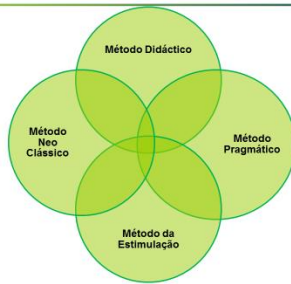 Método Didáctico
Método
Neo
Clássico
Método
Pragmático
Método da
Estimulação